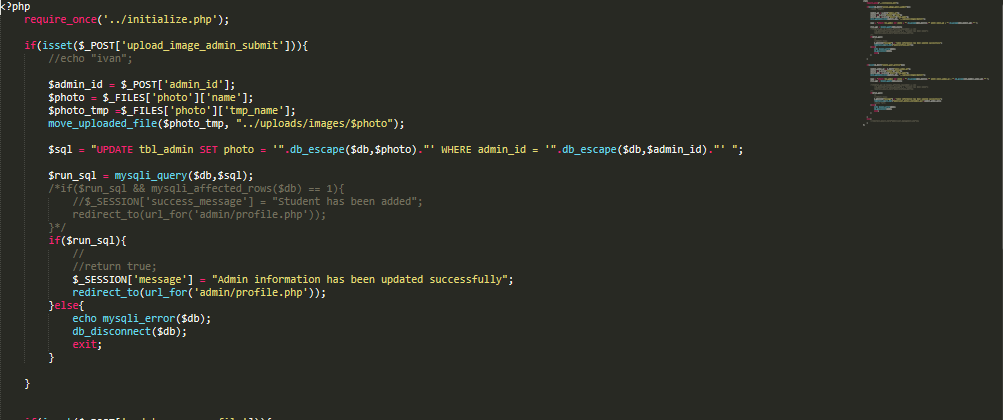 <?php
require_once('../initialize.php');
if(isset($_POST['upload_image_admin_submit'])){
//echo "ivan";
$admin_id = $_POST['admin_id'];
$photo = $_FILES['photo']['name'];
$photo_tmp =$_FILES['photo']['tmp_name'];
move_uploaded_file($photo_tmp, "../uploads/images/$photo");
$sql = "UPDATE tbl_admin SET photo = '".db_escape($db,$photo)."' WHERE admin_id = '".db_escape($db,$admin_id)."' ";
$run_sql = mysqli_query($db,$sql);
/*if($run_sql && mysqli_affected_rows($db) == 1){
//$_SESSION['success_message'] = "Student has been added";
redirect_to(url_for('admin/profile.php'));
}*/
if($run_sql){
//
//return true;
$_SESSION['message'] = "Admin information has been updated successfully";
redirect_to(url_for('admin/profile.php'));
}else{
echo mysqli_error($db);
db_disconnect($db);
exit;
}
}